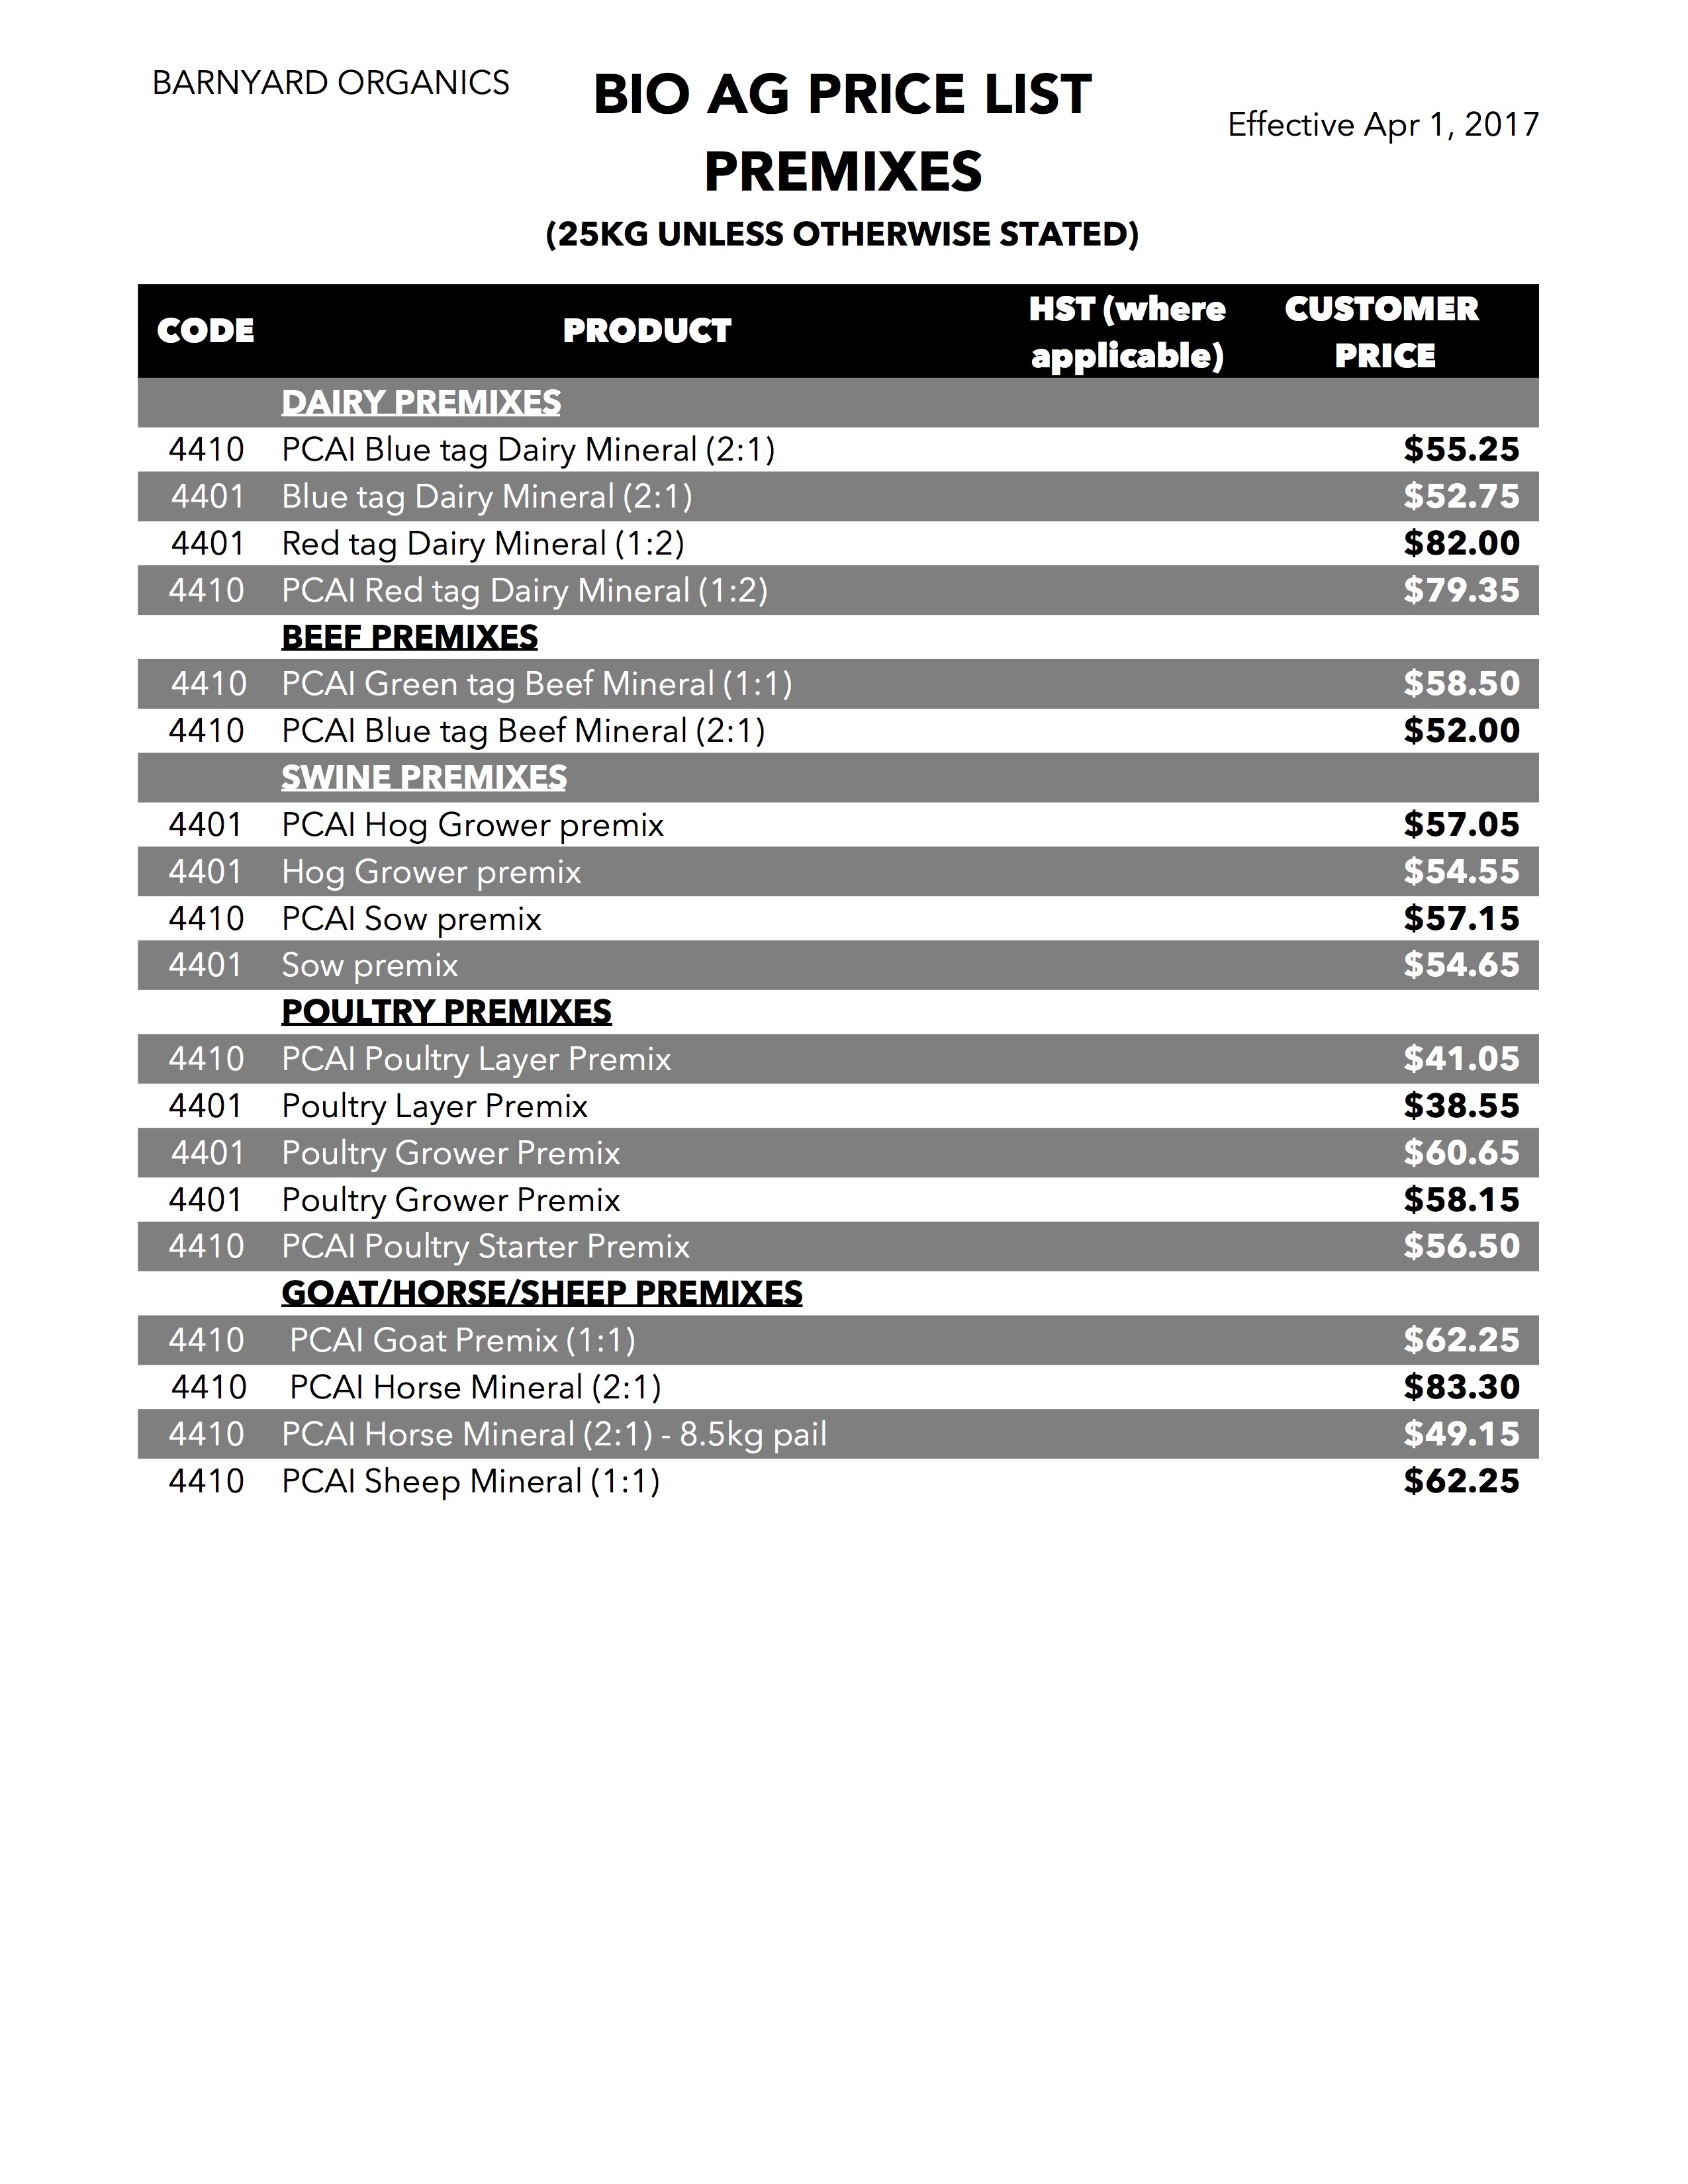 BARNYARD ORGANICS
BIO AG PRICE LIST
Effective Apr 1, 2017
PREMIXES
(25KG UNLESS OTHERWISE STATED)
CODE PRODUCT HST (where applicable) CUSTOMER PRICE
DAIRY PREMIXES
4410 PCAI Blue tag Dairy Mineral (2:1) $55.25
4401 Blue tag Dairy Mineral (2:1) $52.75
4401 Red tag Dairy Mineral (1:2) $82.00
4410 PCAI Red tag Dairy Mineral (1:2) $79.35
BEEF PREMIXES
4410 PCAI Green tag Beef Mineral (1:1) $58.50
4410 PCAI Blue tag Beef Mineral (2:1) $52.00
SWINE PREMIXES
4401 PCAI Hog Grower premix $57.05
4401 Hog Grower premix $54.55
4410 PCAI Sow premix $57.15
4401 Sow premix $54.65
POULTRY PREMIXES
4410 PCAI Poultry Layer Premix $41.05
4401 Poultry Layer Premix $38.55
4401 Poultry Grower Premix $60.65
4401 Poultry Grower Premix $58.15
4410 PCAI Poultry Starter Premix $56.50
GOAT/HORSE/SHEEP PREMIXES
4410 PCAI Goat Premix (1:1) $62.25
4410 PCAI Horse Mineral (2:1) $83.30
4410 PCAI Horse Mineral (2:1) - 8.5kg pail $49.15
4410 PCAI Sheep Mineral (1:1) $62.25